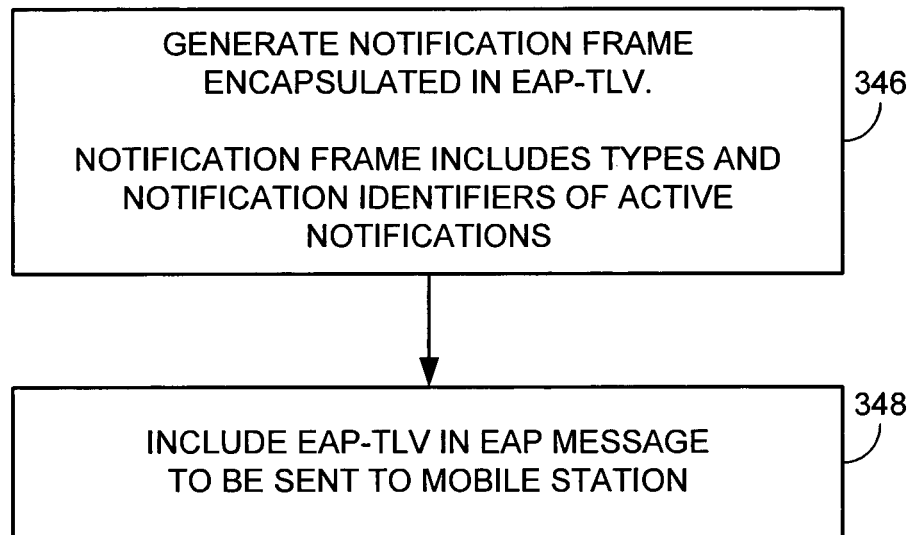 GENERATE NOTIFICATION FRAME
ENCAPSULATED IN EAP-TLV.
346
NOTIFICATION FRAME INCLUDES TYPES AND
NOTIFICATION IDENTIFIERS OF ACTIVE
NOTIFICATIONS
348
INCLUDE EAP-TLV IN EAP MESSAGE
TO BE SENT TO MOBILE STATION